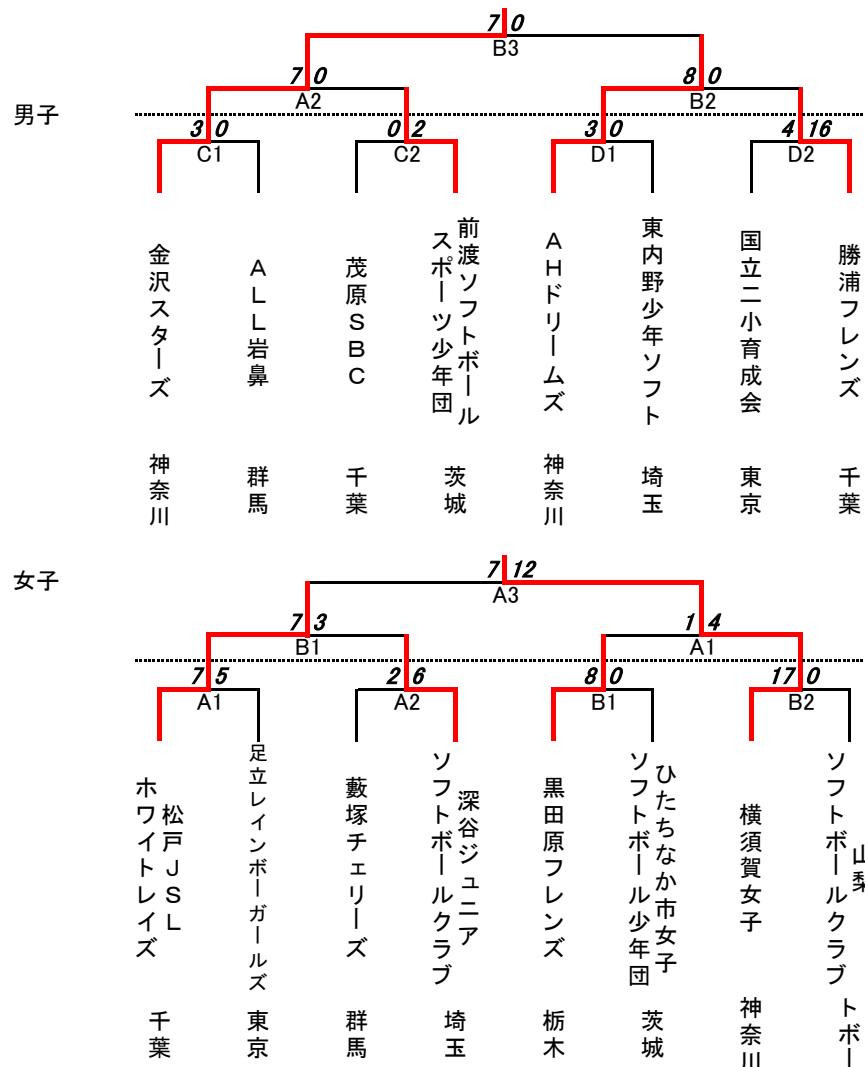 7 0
B3
7 0
A2
8 0
B2
男子
3 0
C1
0 2
C2
3 0
D1
4 16
D2
金沢スターズ
ALL岩鼻
茂原SBC
前渡ソフトボール
スポーツ少年団
AHドリームズ
東内野少年ソフト
国立二小育成会
勝浦フレンズ
神奈川
群馬
千葉
茨城
神奈川
埼玉
東京
千葉
女子
7 12
A3
7 3
B1
1 4
A1
7 5
A1
2 6
A2
8 0
B1
17 0
B2
松戸JSL
ホワイトレイズ
足立レインボーガールズ
藪塚チェリーズ
深谷ジュニア
ソフトボールクラブ
黒田原フレンズ
ひたちなか市女子
ソフトボール少年団
横須賀女子
山梨
ソフトボールクラブ
千葉
東京
群馬
埼玉
栃木
茨城
神奈川
トボー